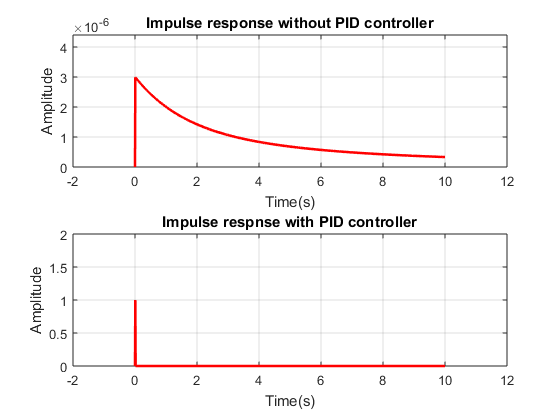 Impulse response without PID controller
×10^-6
Amplitude
4
3
2
1
0
-2 0 2 4 6 8 10 12
Time(s)
Impulse respnse with PID controller
Amplitude
2
1.5
1
0.5
0
-2 0 2 4 6 8 10 12
Time(s)